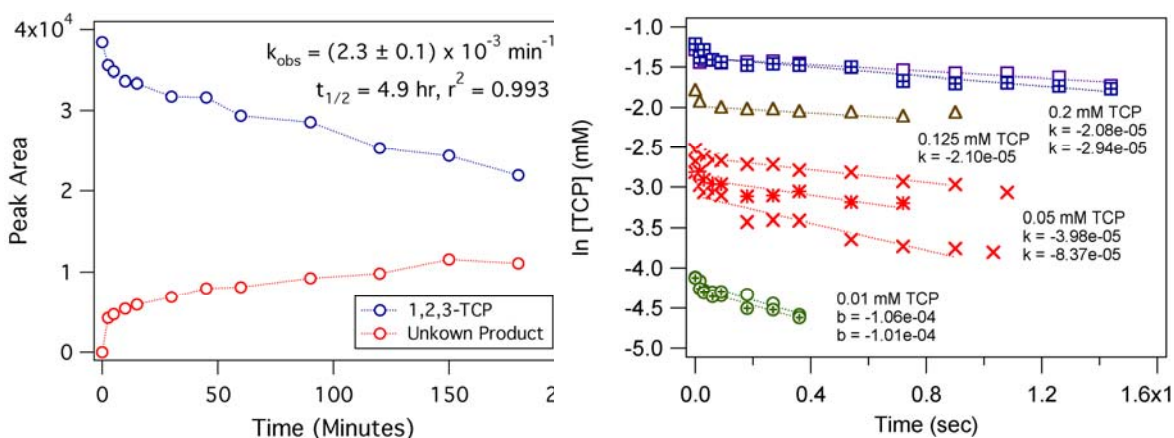 4x10⁴
3
2
1
0
Peak Area
k_obs = (2.3 ± 0.1) x 10⁻³ min⁻¹
t_1/2 = 4.9 hr, r² = 0.993
1,2,3-TCP
Unkown Product
0
50
100
150
2
Time (Minutes)
-1.0
-1.5
-2.0
-2.5
-3.0
-3.5
-4.0
-4.5
-5.0
ln [TCP] (mM)
0.2 mM TCP
k = -2.08e-05
k = -2.94e-05
0.125 mM TCP
k = -2.10e-05
0.05 mM TCP
k = -3.98e-05
k = -8.37e-05
0.01 mM TCP
b = -1.06e-04
b = -1.01e-04
0.0
0.4
0.8
1.2
1.6x1
Time (sec)